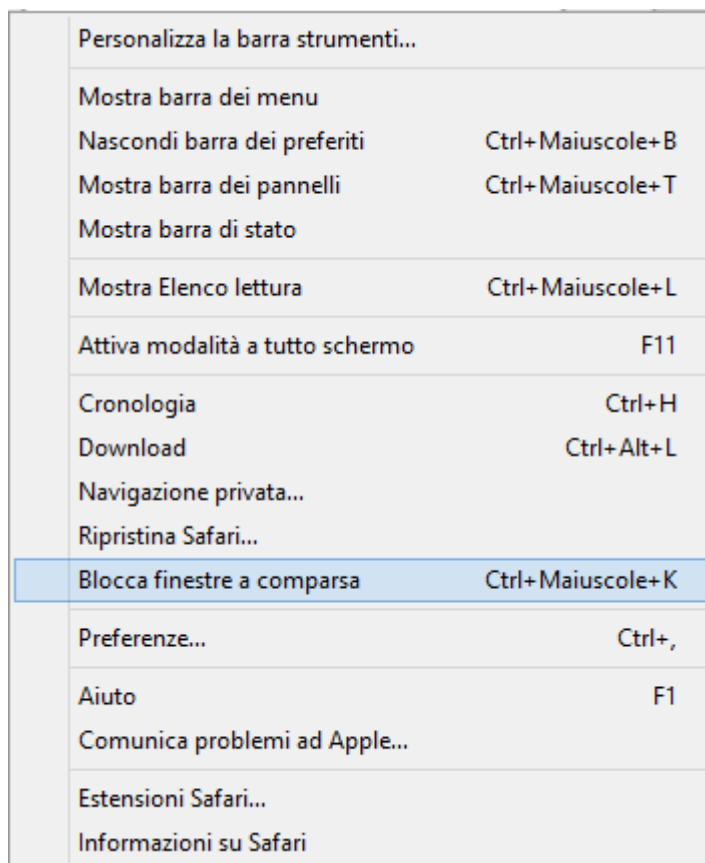 Personalizza la barra strumenti...
Mostra barra dei menu
Nascondi barra dei preferiti Ctrl+Maiuscole+B
Mostra barra dei pannelli Ctrl+Maiuscole+T
Mostra barra di stato
Mostra Elenco lettura Ctrl+Maiuscole+L
Attiva modalità a tutto schermo F11
Cronologia Ctrl+H
Download Ctrl+Alt+L
Navigazione privata...
Ripristina Safari...
Blocca finestre a comparsa Ctrl+Maiuscole+K
Preferenze... Ctrl+,
Aiuto F1
Comunica problemi ad Apple...
Estensioni Safari...
Informazioni su Safari